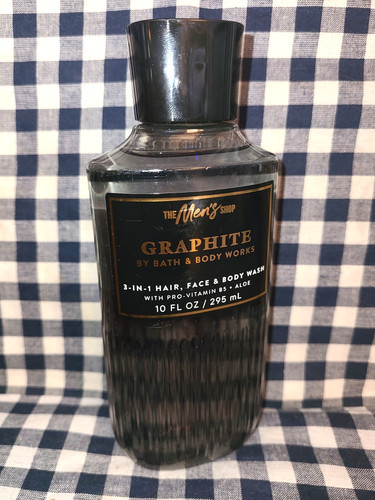 THE Men's SHOP
GRAPHITE
BY BATH & BODY WORKS
3-IN-1 HAIR, FACE & BODY WASH
WITH PRO-VITAMIN B5 • ALOE
10 FL OZ / 295 mL